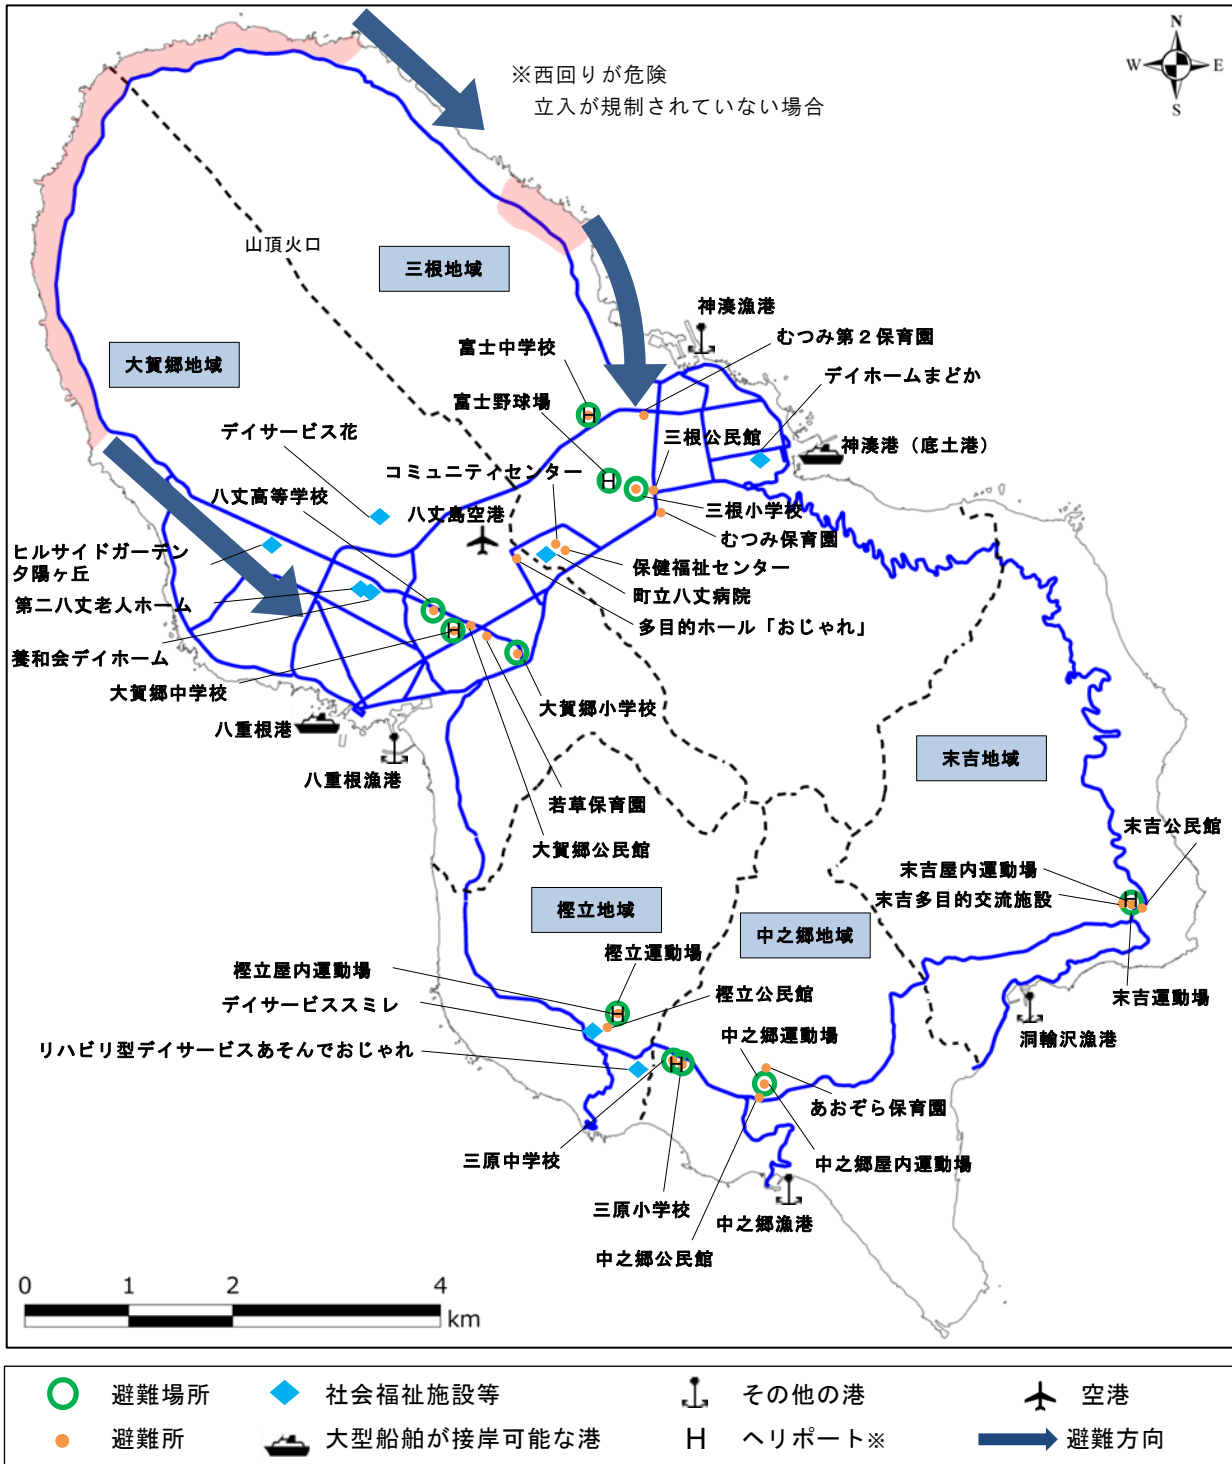 N
W
E
S
※西回りが危険
立入が規制されていない場合
山頂火口
三根地域
大賀郷地域
神湊漁港
富士中学校
むつみ第２保育園
デイホームまどか
富士野球場
デイサービス花
三根公民館
神湊港（底土港）
コミュニティセンター
八丈高等学校
八丈島空港
三根小学校
むつみ保育園
ヒルサイドガーデン
夕陽ヶ丘
保健福祉センター
町立八丈病院
第二八丈老人ホーム
多目的ホール「おじゃれ」
養和会デイホーム
大賀郷中学校
大賀郷小学校
八重根港
末吉地域
八重根漁港
若草保育園
末吉公民館
大賀郷公民館
末吉屋内運動場
末吉多目的交流施設
樫立地域
中之郷地域
樫立運動場
樫立屋内運動場
樫立公民館
末吉運動場
デイサービススミレ
洞輪沢漁港
中之郷運動場
リハビリ型デイサービスあそんでおじゃれ
あおぞら保育園
三原中学校
中之郷屋内運動場
三原小学校
中之郷漁港
中之郷公民館
H
H
H
H
H
H
0 1 2 4
km
避難場所 社会福祉施設等 その他の港 空港
避難所 大型船舶が接岸可能な港 H ヘリポート※ 避難方向